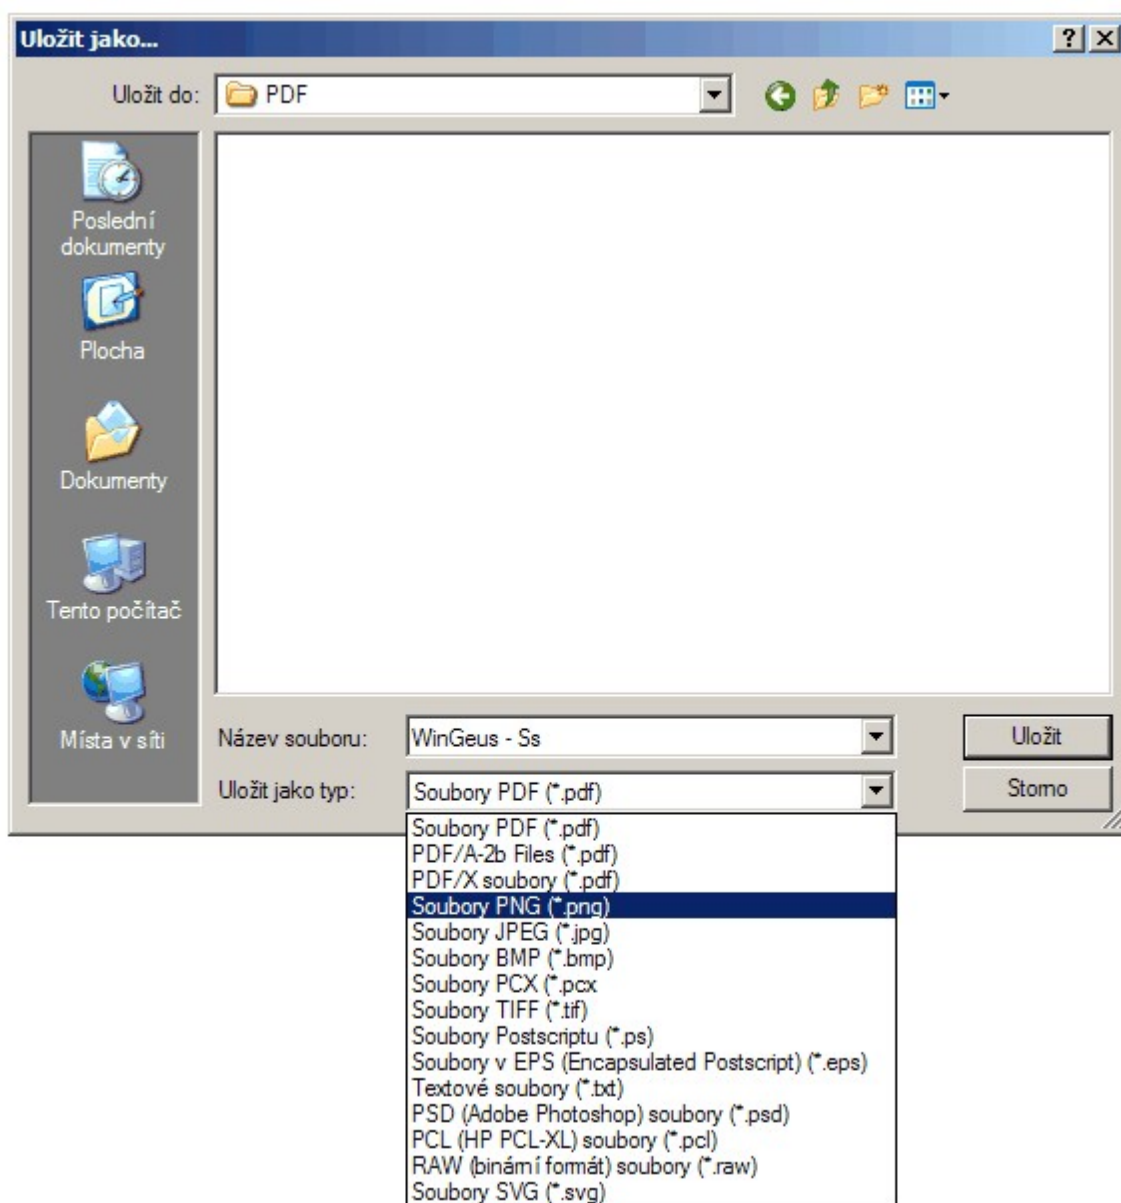 Uložit jako...
Uložit do:
PDF
Poslední
dokumenty
Plocha
Dokumenty
Tento počítač
Místa v síti
Název souboru:
WinGeus - Ss
Uložit
Uložit jako typ:
Soubory PDF (*.pdf)
Storno
Soubory PDF (*.pdf)
PDF/A-2b Files (*.pdf)
PDF/X soubory (*.pdf)
Soubory PNG (*.png)
Soubory JPEG (*.jpg)
Soubory BMP (*.bmp)
Soubory PCX (*.pcx
Soubory TIFF (*.tif)
Soubory Postscriptu (*.ps)
Soubory v EPS (Encapsulated Postscript) (*.eps)
Textové soubory (*.txt)
PSD (Adobe Photoshop) soubory (*.psd)
PCL (HP PCL-XL) soubory (*.pcl)
RAW (binární formát) soubory (*.raw)
Soubory SVG (*.svg)